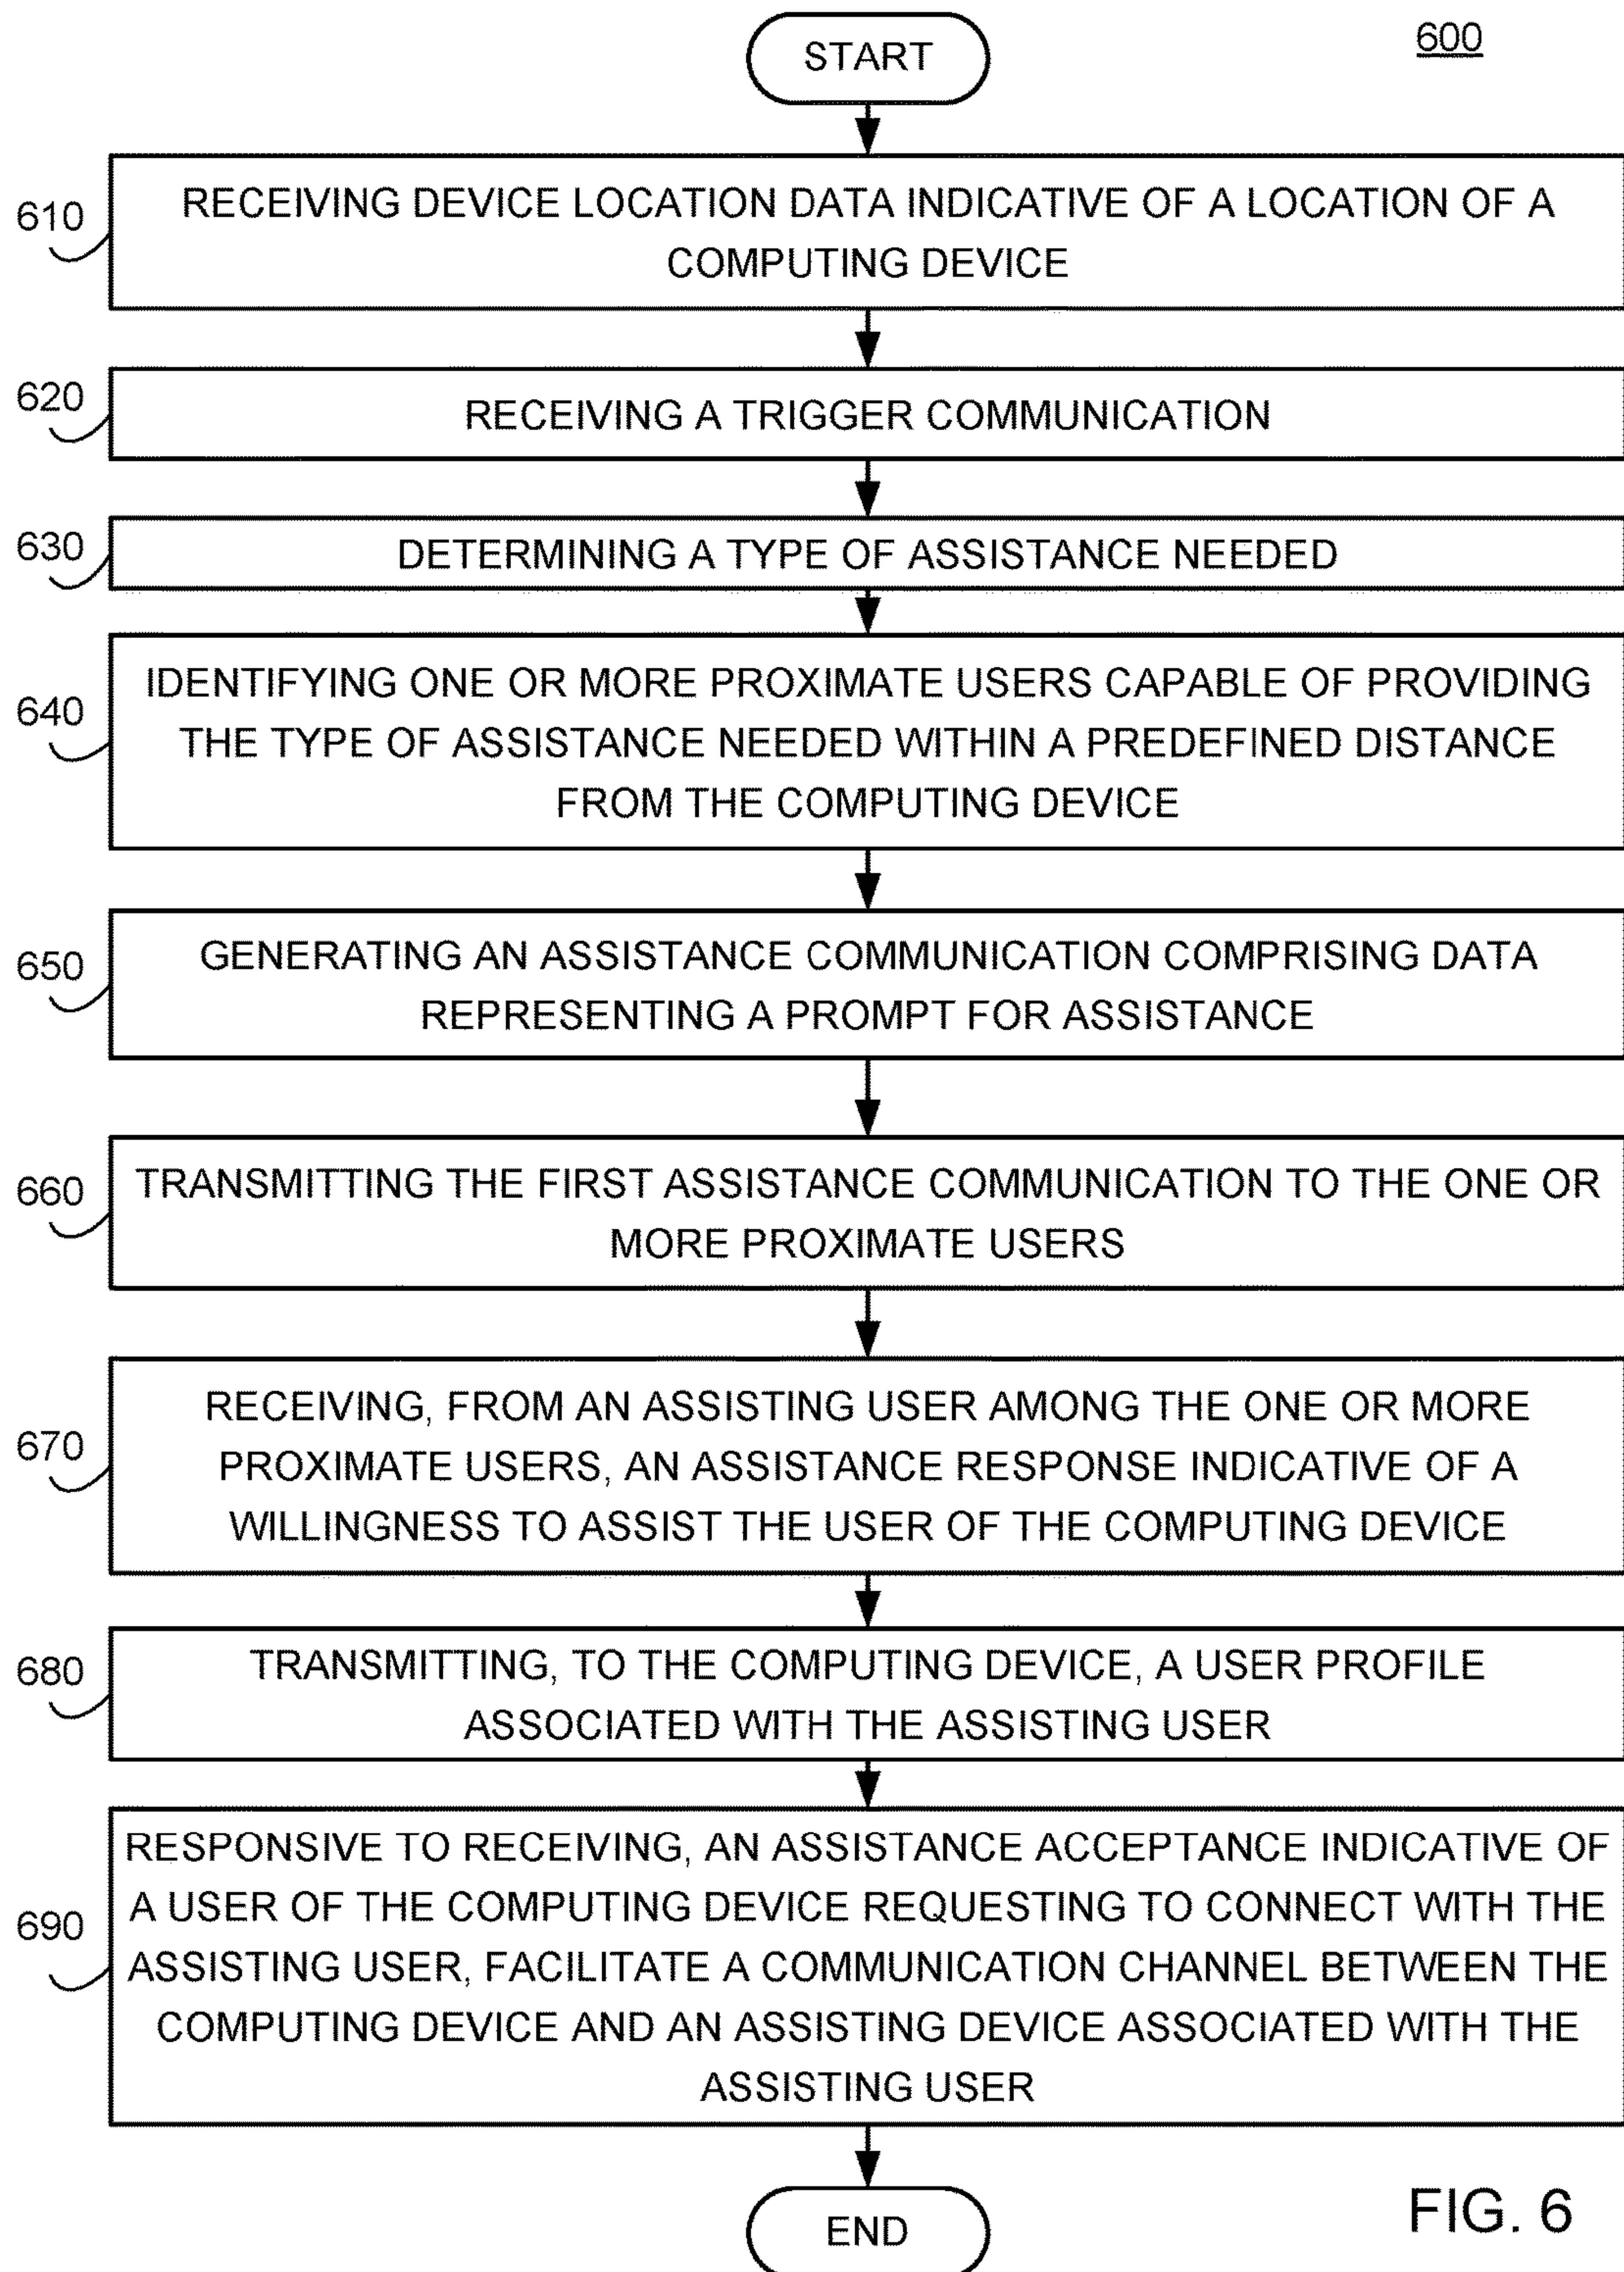 START
600
610
RECEIVING DEVICE LOCATION DATA INDICATIVE OF A LOCATION OF A
COMPUTING DEVICE
620
RECEIVING A TRIGGER COMMUNICATION
630
DETERMINING A TYPE OF ASSISTANCE NEEDED
640
IDENTIFYING ONE OR MORE PROXIMATE USERS CAPABLE OF PROVIDING
THE TYPE OF ASSISTANCE NEEDED WITHIN A PREDEFINED DISTANCE
FROM THE COMPUTING DEVICE
650
GENERATING AN ASSISTANCE COMMUNICATION COMPRISING DATA
REPRESENTING A PROMPT FOR ASSISTANCE
660
TRANSMITTING THE FIRST ASSISTANCE COMMUNICATION TO THE ONE OR
MORE PROXIMATE USERS
670
RECEIVING, FROM AN ASSISTING USER AMONG THE ONE OR MORE
PROXIMATE USERS, AN ASSISTANCE RESPONSE INDICATIVE OF A
WILLINGNESS TO ASSIST THE USER OF THE COMPUTING DEVICE
680
TRANSMITTING, TO THE COMPUTING DEVICE, A USER PROFILE
ASSOCIATED WITH THE ASSISTING USER
690
RESPONSIVE TO RECEIVING, AN ASSISTANCE ACCEPTANCE INDICATIVE OF
A USER OF THE COMPUTING DEVICE REQUESTING TO CONNECT WITH THE
ASSISTING USER, FACILITATE A COMMUNICATION CHANNEL BETWEEN THE
COMPUTING DEVICE AND AN ASSISTING DEVICE ASSOCIATED WITH THE
ASSISTING USER
END
FIG. 6